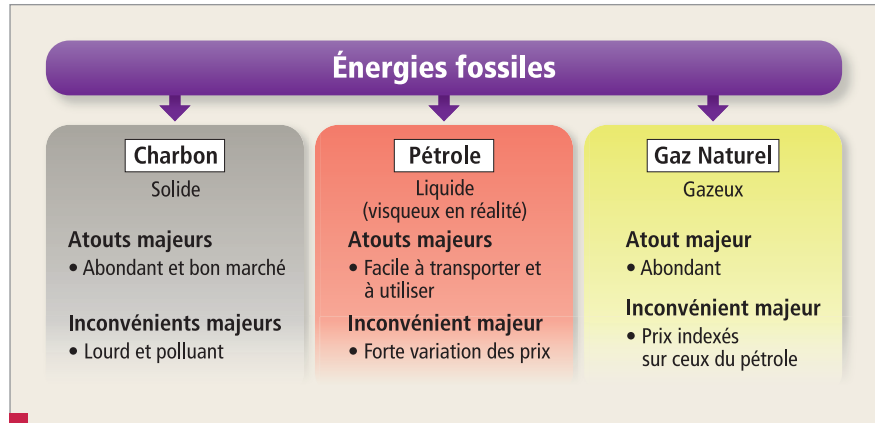 Énergies fossiles
Charbon
Solide
Atouts majeurs
• Abondant et bon marché
Inconvénients majeurs
• Lourd et polluant
Pétrole
Liquide
(visqueux en réalité)
Atouts majeurs
• Facile à transporter et
à utiliser
Inconvénient majeur
• Forte variation des prix
Gaz Naturel
Gazeux
Atout majeur
• Abondant
Inconvénient majeur
• Prix indexés
sur ceux du pétrole